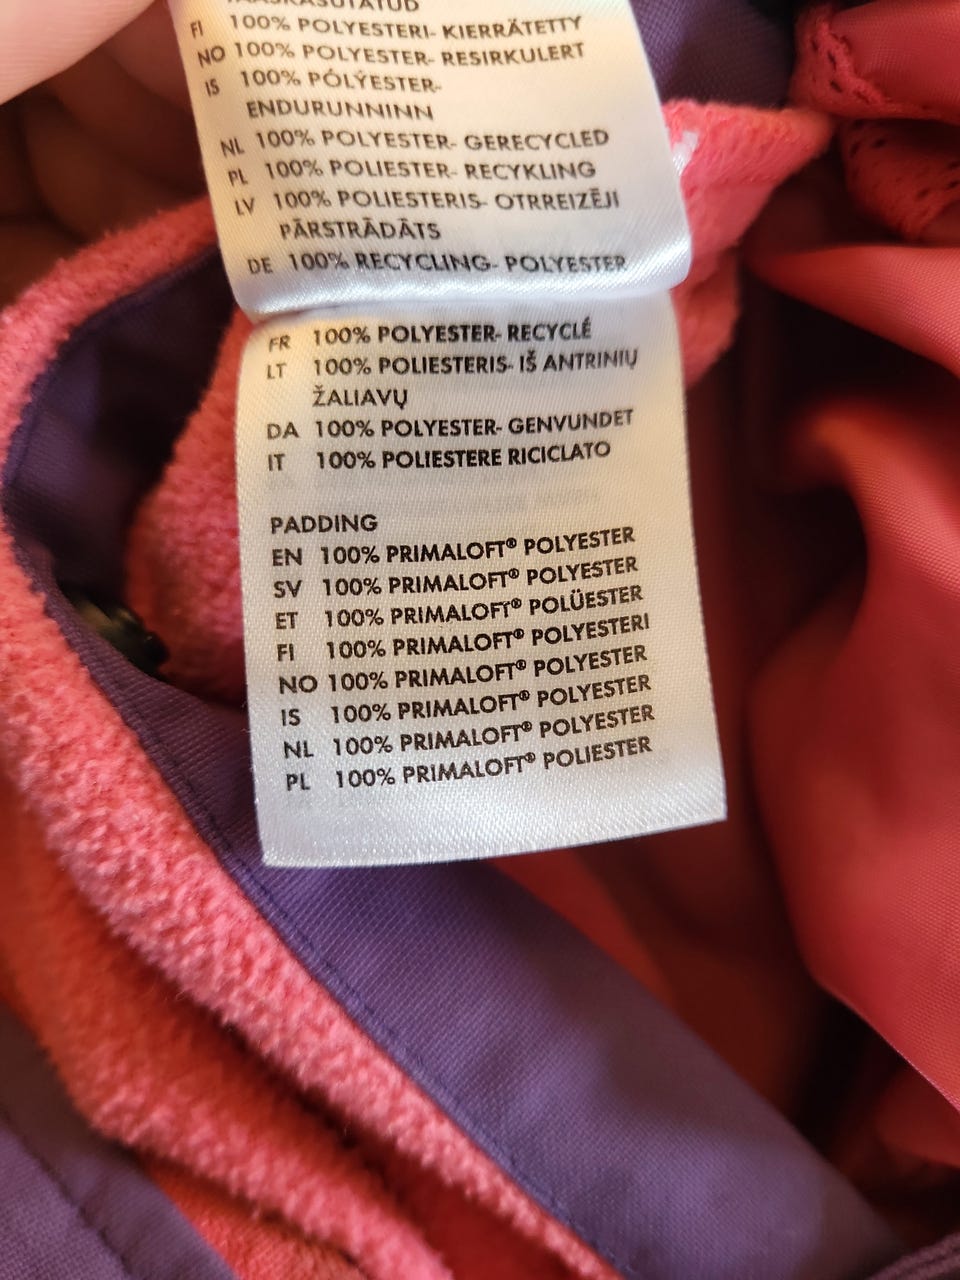 TAASKASUTATUD
FI 100% POLYESTERI- KIERRÄTETTY
NO 100% POLYESTER- RESIRKULERT
IS 100% PÓLÝESTER-
ENDURUNNINN
NL 100% POLYESTER- GERECYCLED
PL 100% POLIESTER- RECYKLING
LV 100% POLIESTERIS- OTRREIZĒJI
PĀRSTRĀDĀTS
DE 100% RECYCLING- POLYESTER
FR 100% POLYESTER- RECYCLÉ
LT 100% POLIESTERIS- IŠ ANTRINIŲ
ŽALIAVŲ
DA 100% POLYESTER- GENVUNDET
IT 100% POLIESTERE RICICLATO
PADDING
EN 100% PRIMALOFT® POLYESTER
SV 100% PRIMALOFT® POLYESTER
ET 100% PRIMALOFT® POLÜESTER
FI 100% PRIMALOFT® POLYESTERI
NO 100% PRIMALOFT® POLYESTER
IS 100% PRIMALOFT® POLYESTER
NL 100% PRIMALOFT® POLYESTER
PL 100% PRIMALOFT® POLIESTER